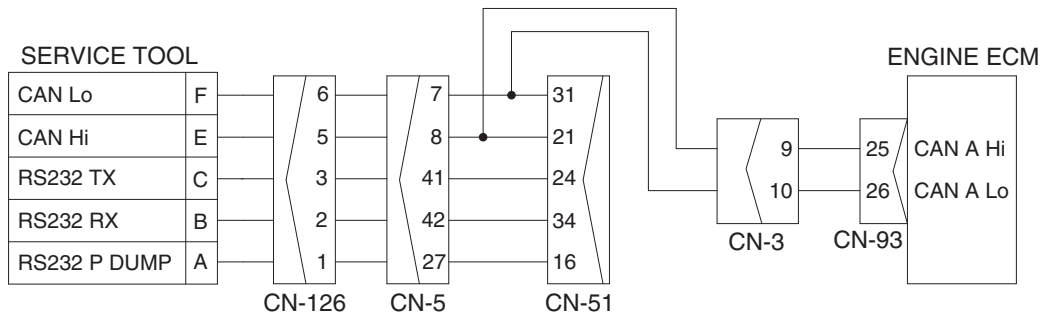 SERVICE TOOL
ENGINE ECM
CAN Lo F 6 7 31
CAN Hi E 5 8 21
9 25 CAN A Hi
RS232 TX C 3 41 24
10 26 CAN A Lo
RS232 RX B 2 42 34
CN-3 CN-93
RS232 P DUMP A 1 27 16
CN-126 CN-5 CN-51